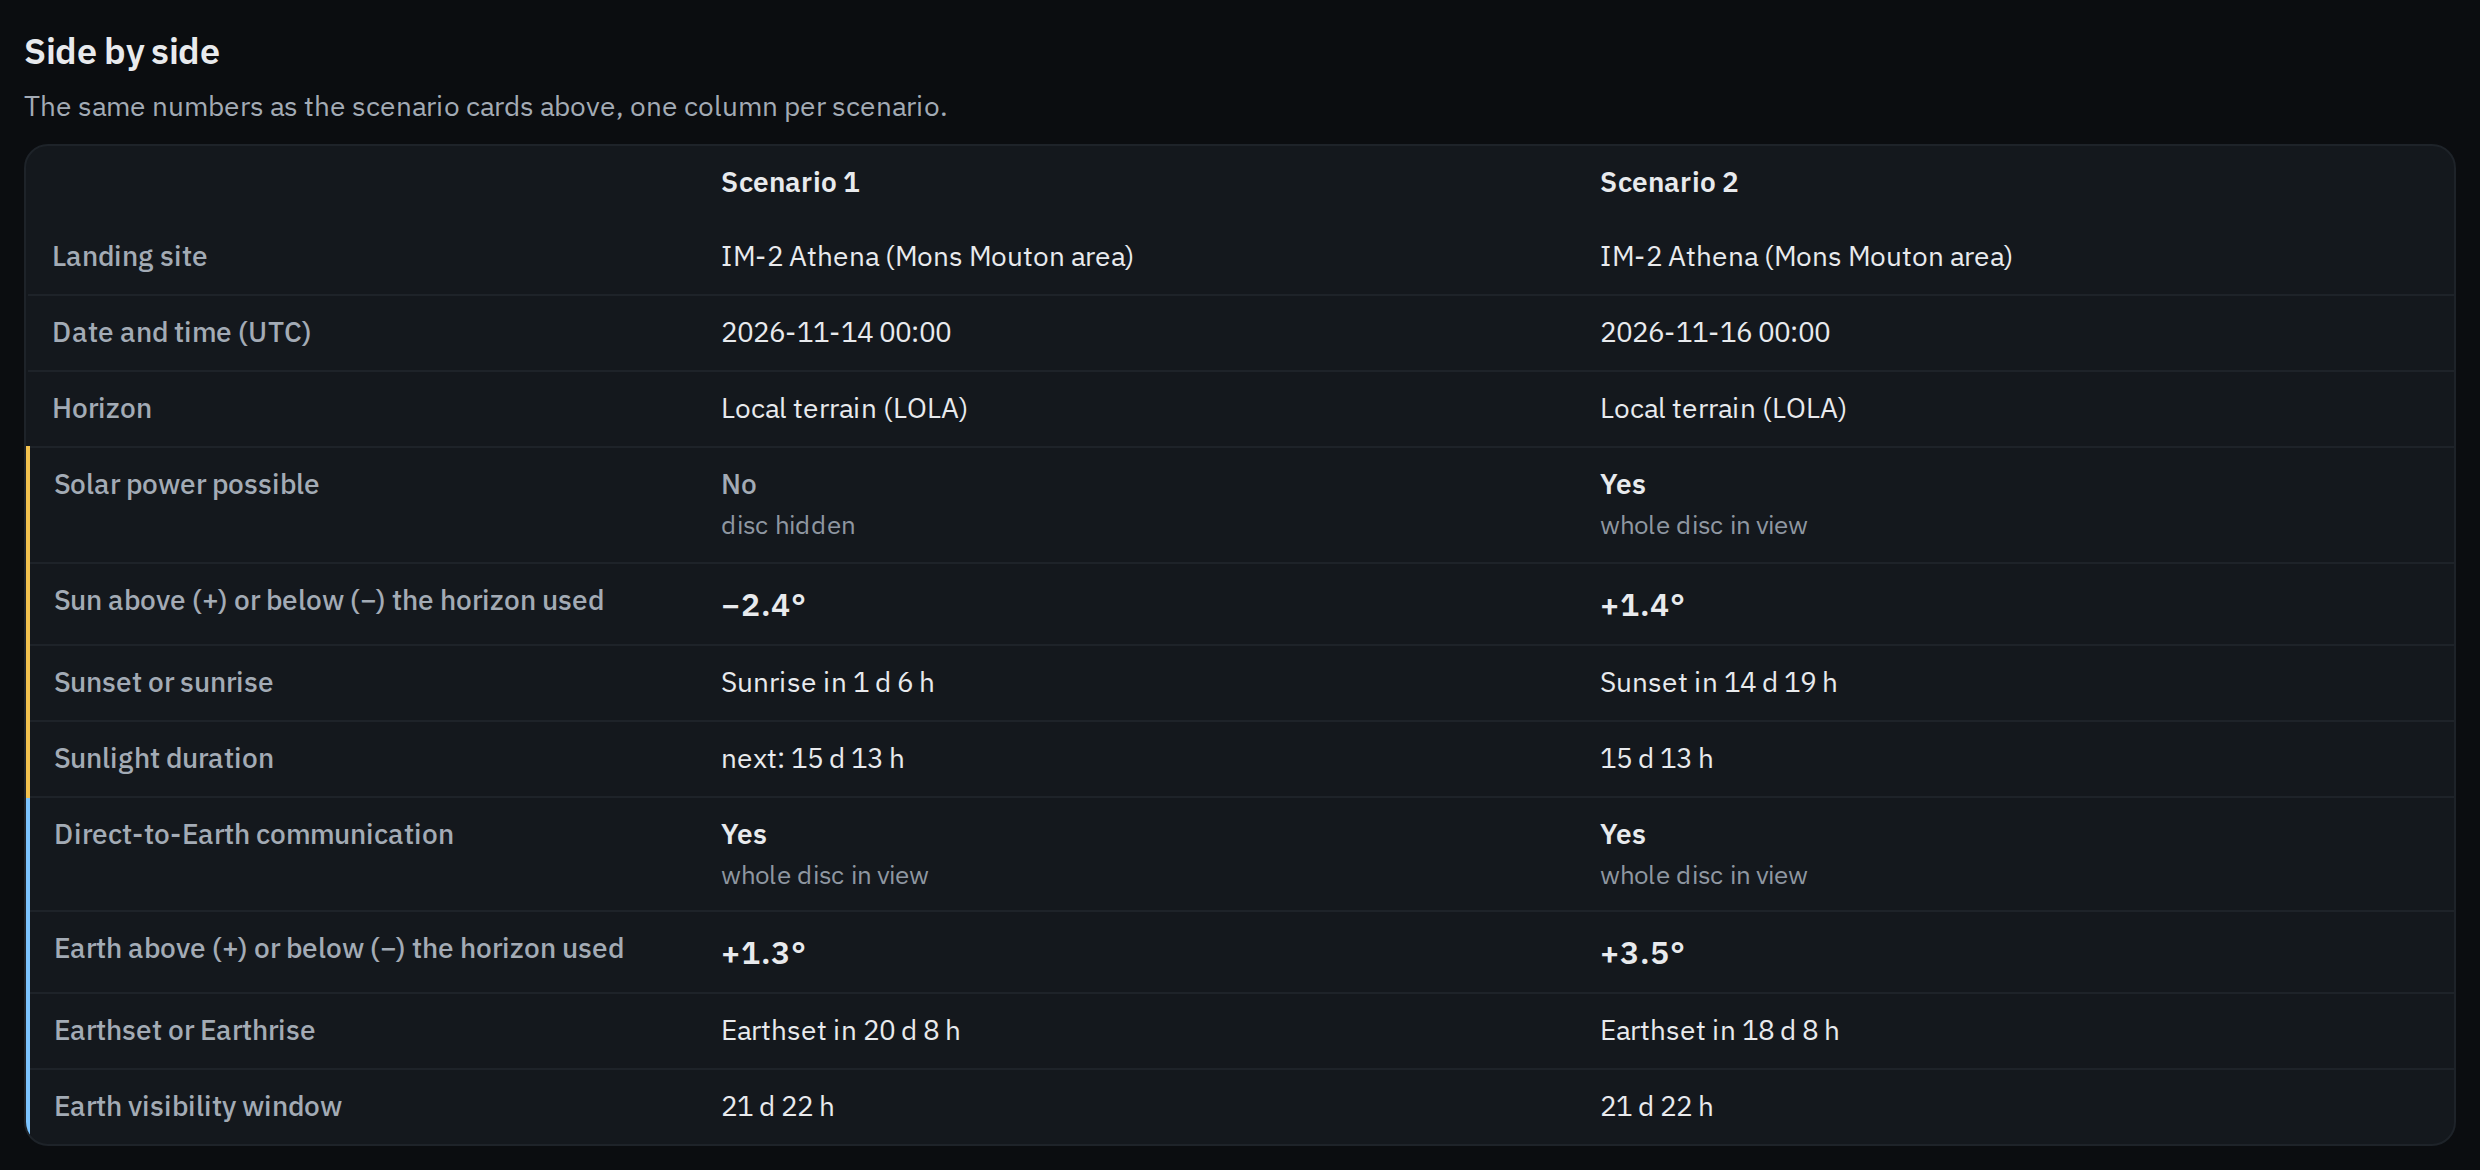 Side by side
The same numbers as the scenario cards above, one column per scenario.
Scenario 1 Scenario 2
Landing site IM-2 Athena (Mons Mouton area) IM-2 Athena (Mons Mouton area)
Date and time (UTC) 2026-11-14 00:00 2026-11-16 00:00
Horizon Local terrain (LOLA) Local terrain (LOLA)
Solar power possible No Yes
disc hidden whole disc in view
Sun above (+) or below (−) the horizon used −2.4° +1.4°
Sunset or sunrise Sunrise in 1 d 6 h Sunset in 14 d 19 h
Sunlight duration next: 15 d 13 h 15 d 13 h
Direct-to-Earth communication Yes Yes
whole disc in view whole disc in view
Earth above (+) or below (−) the horizon used +1.3° +3.5°
Earthset or Earthrise Earthset in 20 d 8 h Earthset in 18 d 8 h
Earth visibility window 21 d 22 h 21 d 22 h